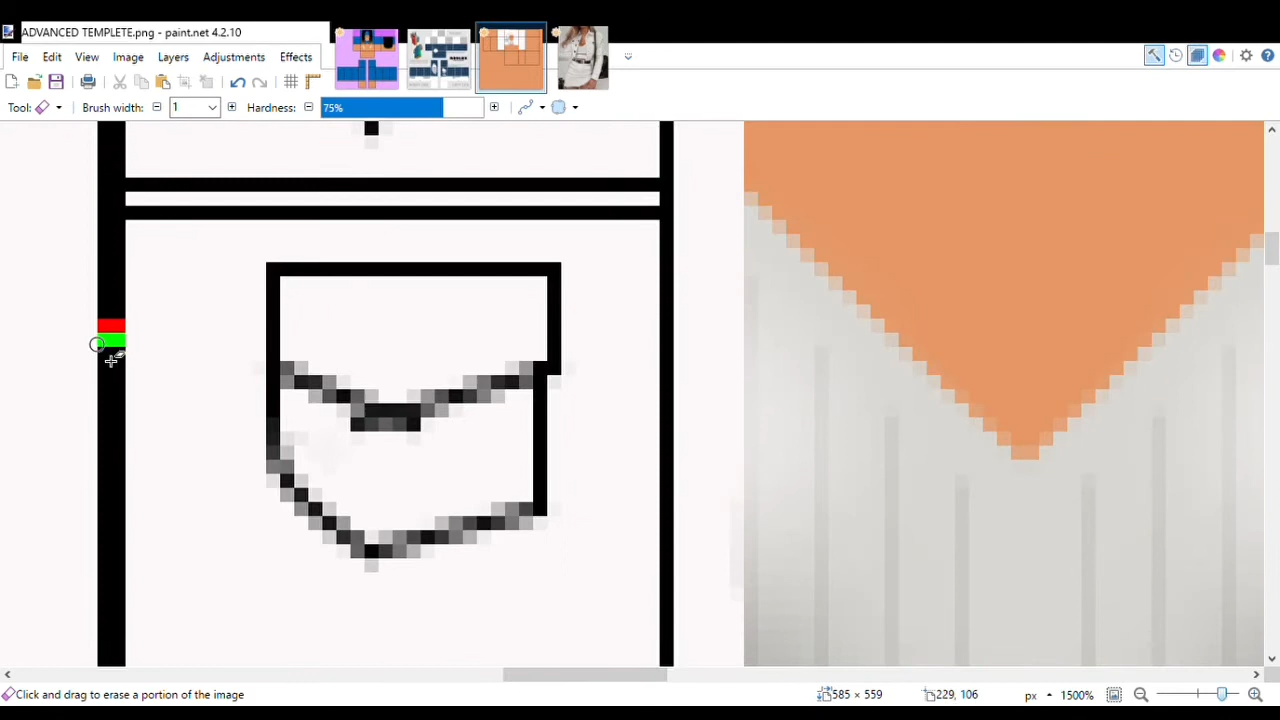 ADVANCED TEMPLETE.png - paint.net 4.2.10
File Edit View Image Layers Adjustments Effects
Tool: Brush width: 1 Hardness: 75%
Click and drag to erase a portion of the image 585 × 559 229, 106 px 1500%